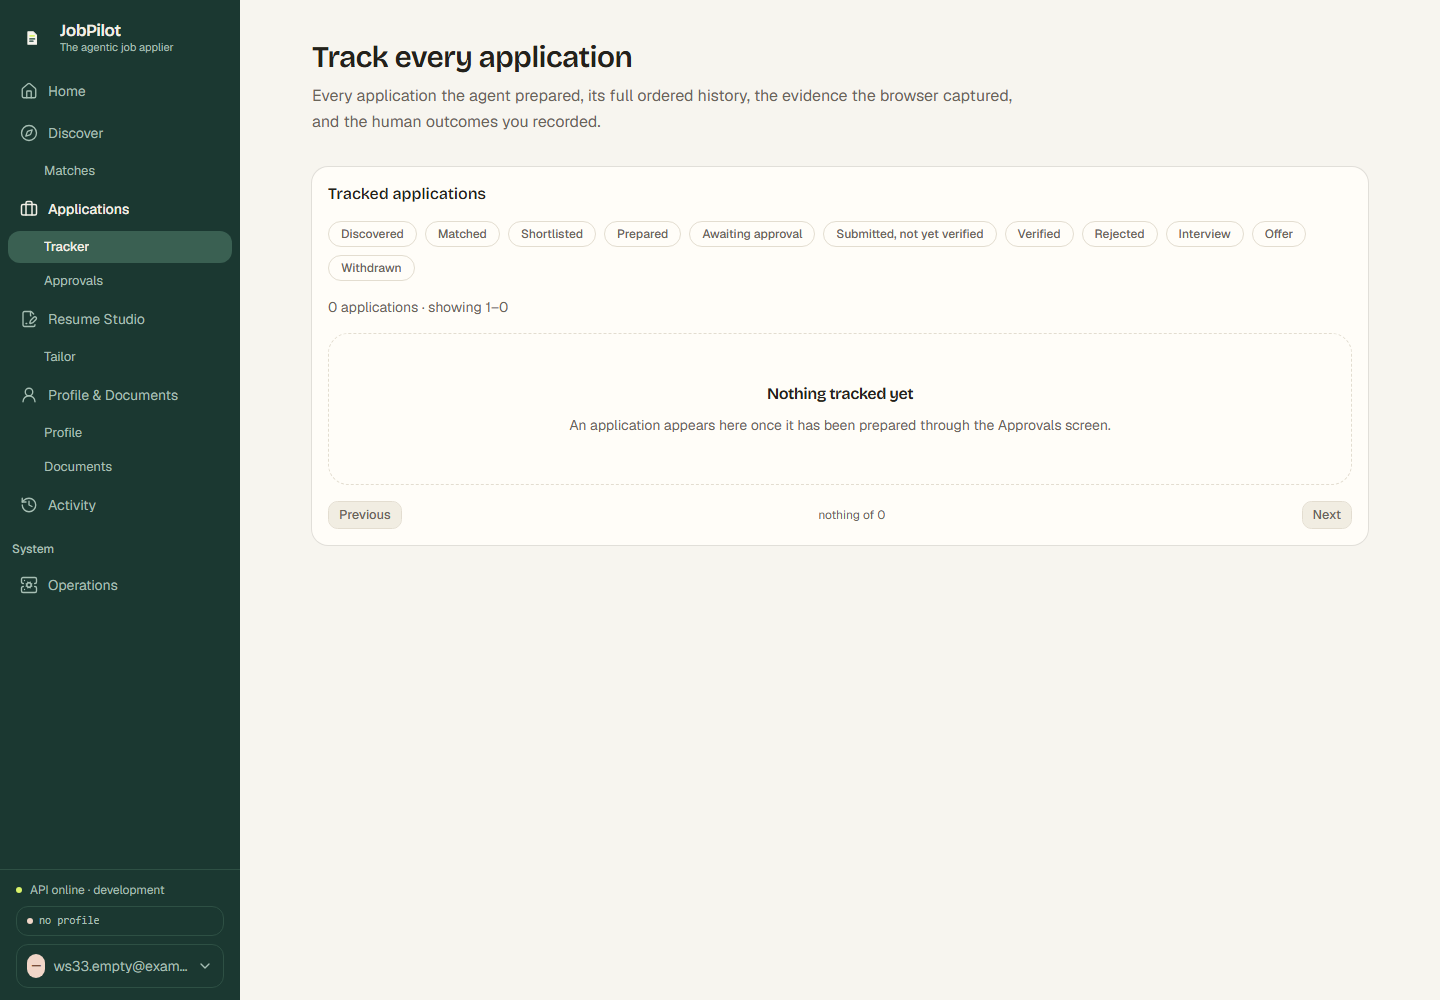 JobPilot
The agentic job applier
Home
Discover
Matches
Applications
Tracker
Approvals
Resume Studio
Tailor
Profile & Documents
Profile
Documents
Activity
System
Operations
API online · development
no profile
ws33.empty@exam...
Track every application
Every application the agent prepared, its full ordered history, the evidence the browser captured,
and the human outcomes you recorded.
Tracked applications
Discovered Matched Shortlisted Prepared Awaiting approval Submitted, not yet verified Verified Rejected Interview Offer
Withdrawn
0 applications · showing 1–0
Nothing tracked yet
An application appears here once it has been prepared through the Approvals screen.
Previous nothing of 0 Next